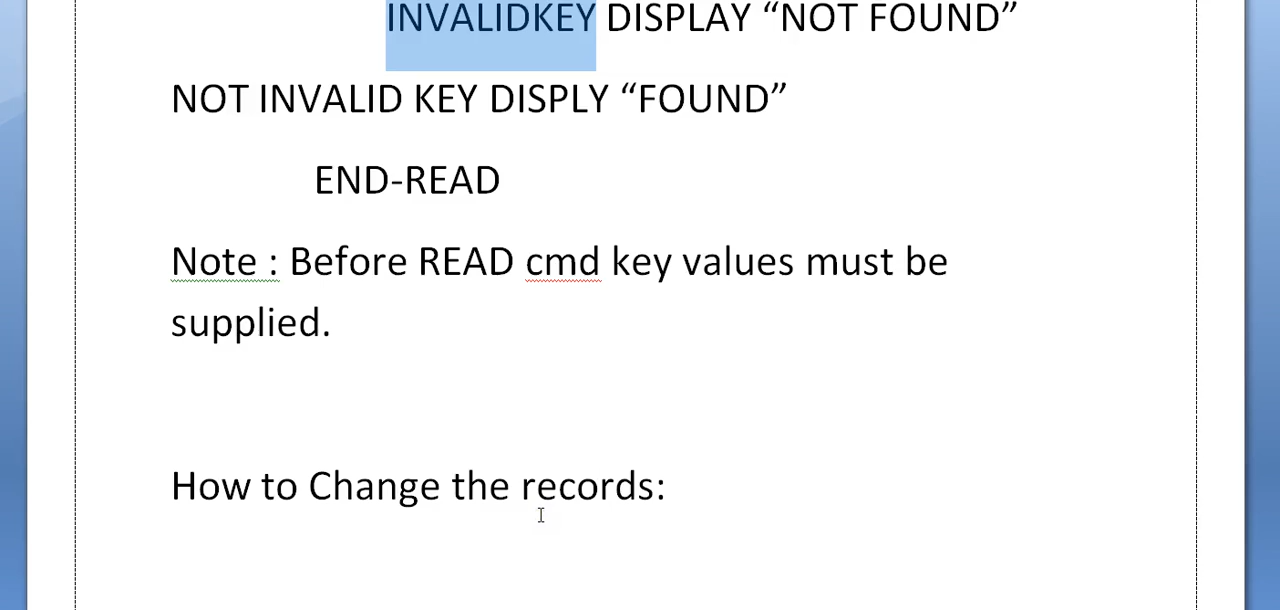 INVALIDKEY DISPLAY “NOT FOUND”
NOT INVALID KEY DISPLY “FOUND”
END-READ
Note : Before READ cmd key values must be
supplied.
How to Change the records: